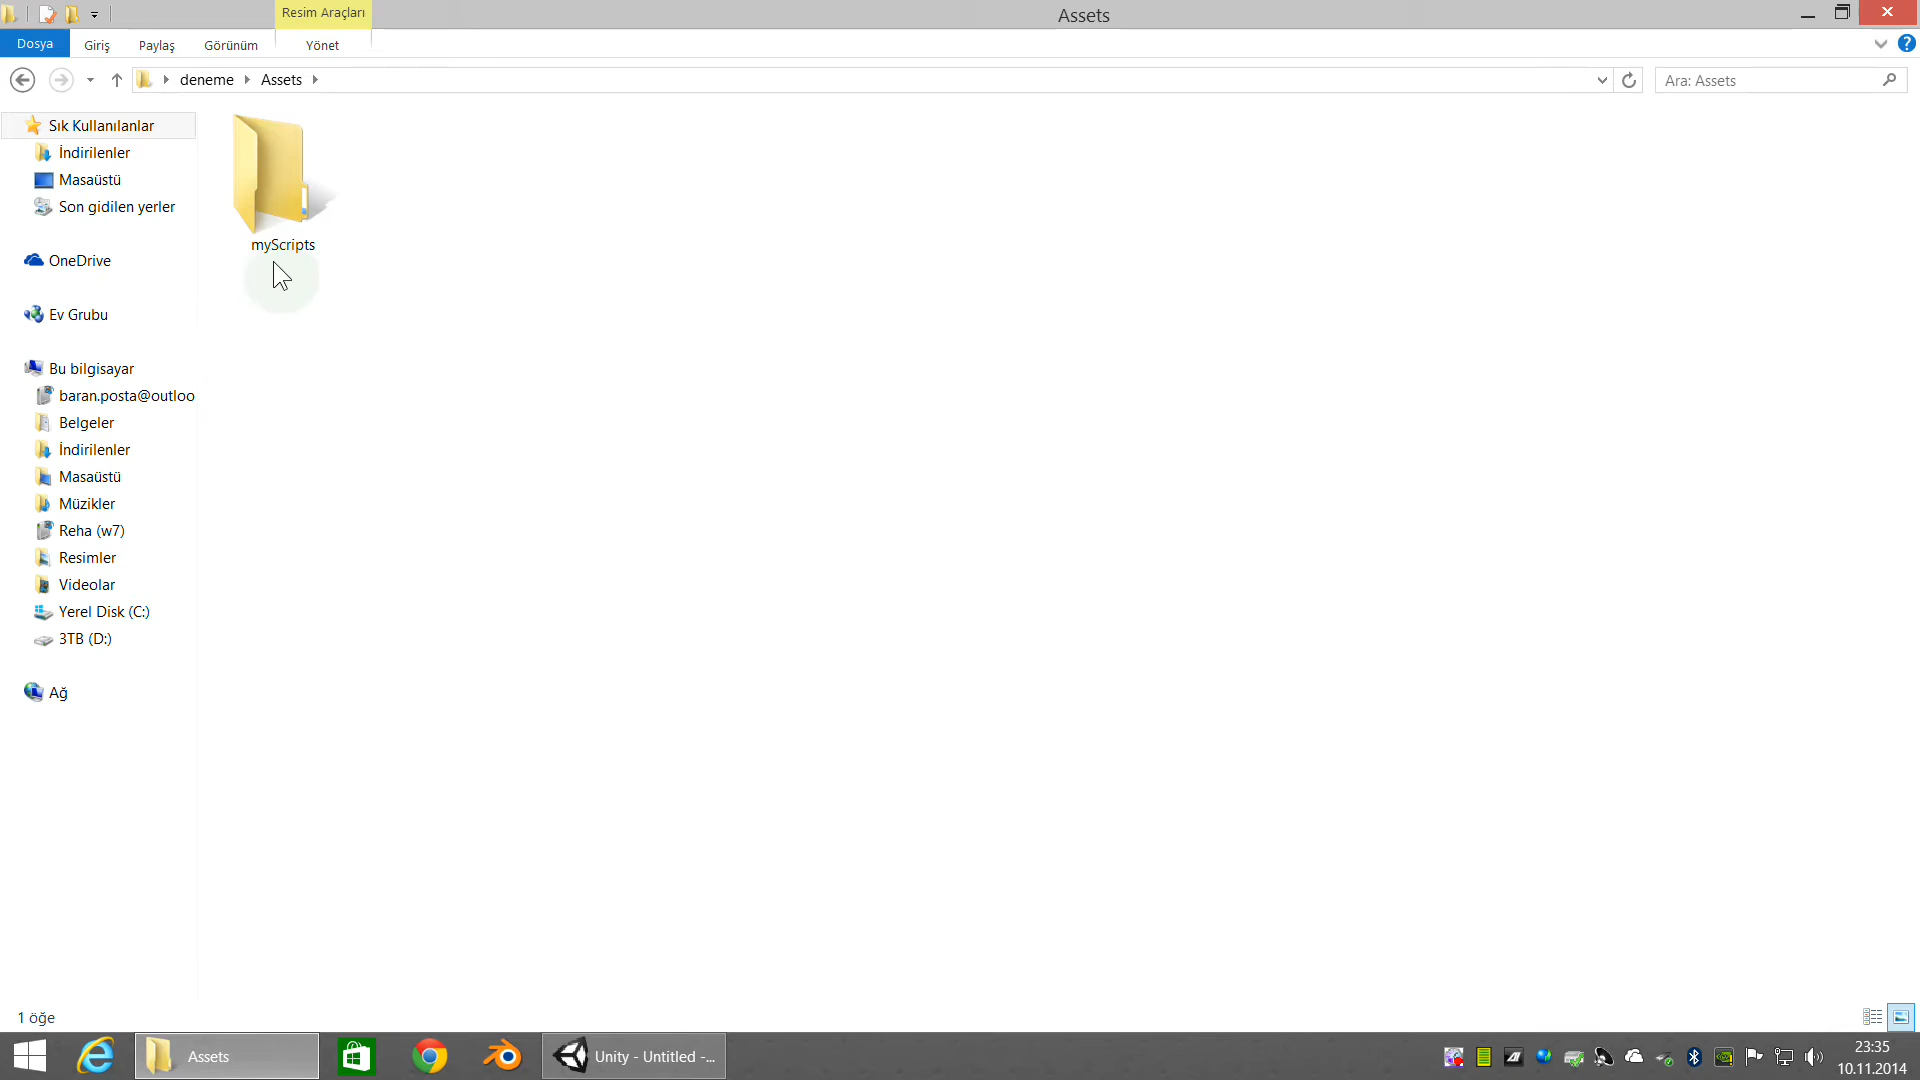 Resim Araçları
Assets
Dosya
Giriş
Paylaş
Görünüm
Yönet
deneme
Assets
Ara: Assets
Sık Kullanılanlar
İndirilenler
Masaüstü
Son gidilen yerler
OneDrive
Ev Grubu
Bu bilgisayar
baran.posta@outloo
Belgeler
İndirilenler
Masaüstü
Müzikler
Reha (w7)
Resimler
Videolar
Yerel Disk (C:)
3TB (D:)
Ağ
myScripts
1 öğe
Assets
Unity - Untitled -...
23:35
10.11.2014